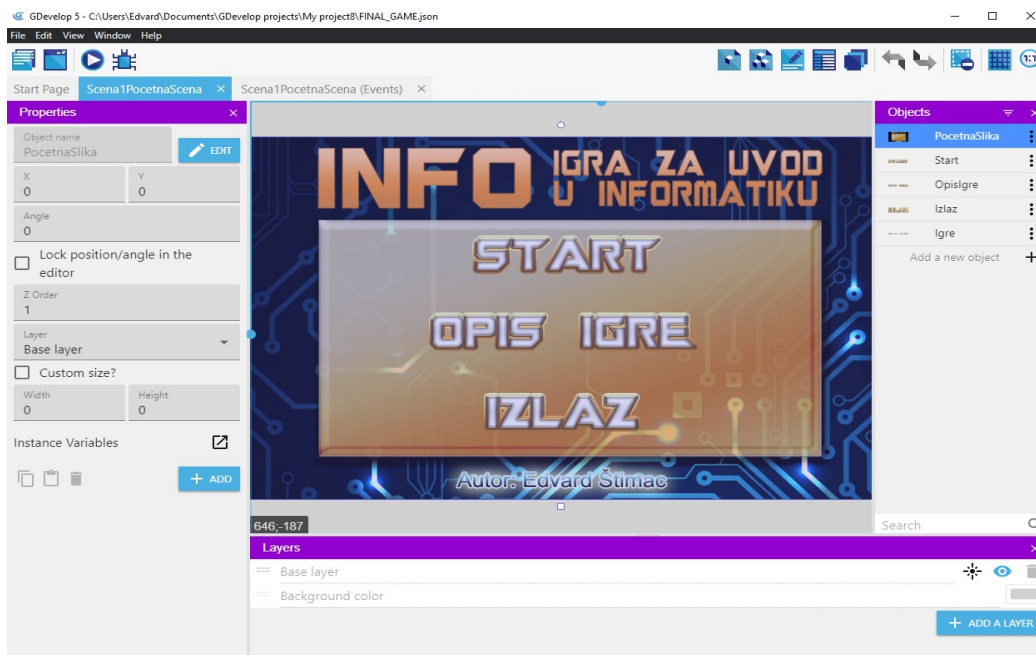 GDevelop 5 - C:\Users\Edvard\Documents\GDevelop projects\My project8\FINAL_GAME.json
File Edit View Window Help
1:1
Start Page Scena1PocetnaScena × Scena1PocetnaScena (Events) ×
Properties
Object name
PocetnaSlika
EDIT
X
0
Y
0
Angle
0
Lock position/angle in the
editor
Z Order
1
Layer
Base layer
Custom size?
Width
0
Height
0
Instance Variables
+ ADD
INFO IGRA ZA UVOD
U INFORMATIKU
START
OPIS IGRE
IZLAZ
Autor: Edvard Štimac
646;-187
Objects
PocetnaSlika
Start
OpisIgre
Izlaz
Igre
Add a new object +
Search
Layers
Base layer
Background color
+ ADD A LAYER